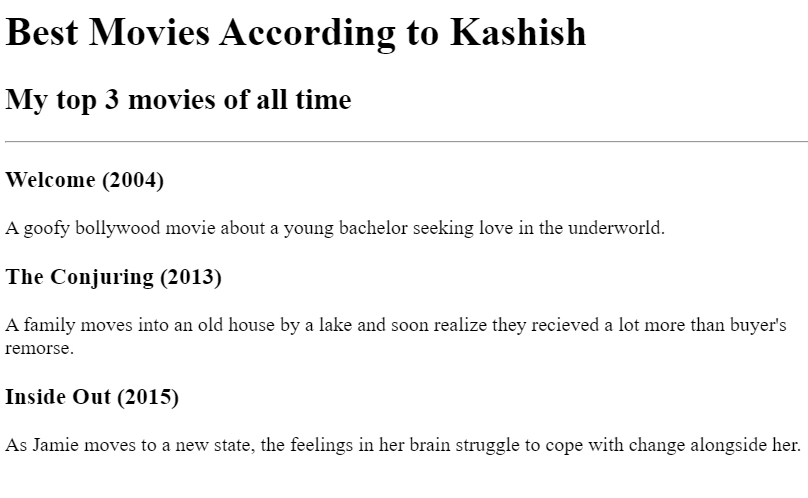 Best Movies According to Kashish
My top 3 movies of all time
Welcome (2004)
A goofy bollywood movie about a young bachelor seeking love in the underworld.
The Conjuring (2013)
A family moves into an old house by a lake and soon realize they recieved a lot more than buyer's
remorse.
Inside Out (2015)
As Jamie moves to a new state, the feelings in her brain struggle to cope with change alongside her.